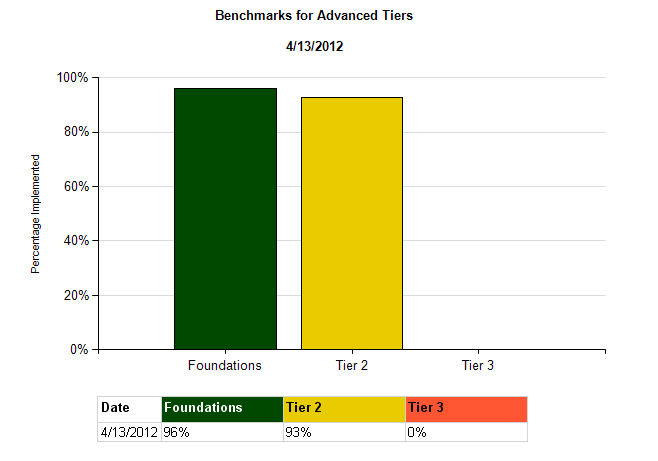 Benchmarks for Advanced Tiers
4/13/2012
Percentage Implemented
100%
80%
60%
40%
20%
0%
Foundations Tier 2 Tier 3
Date Foundations Tier 2 Tier 3
4/13/2012 96% 93% 0%